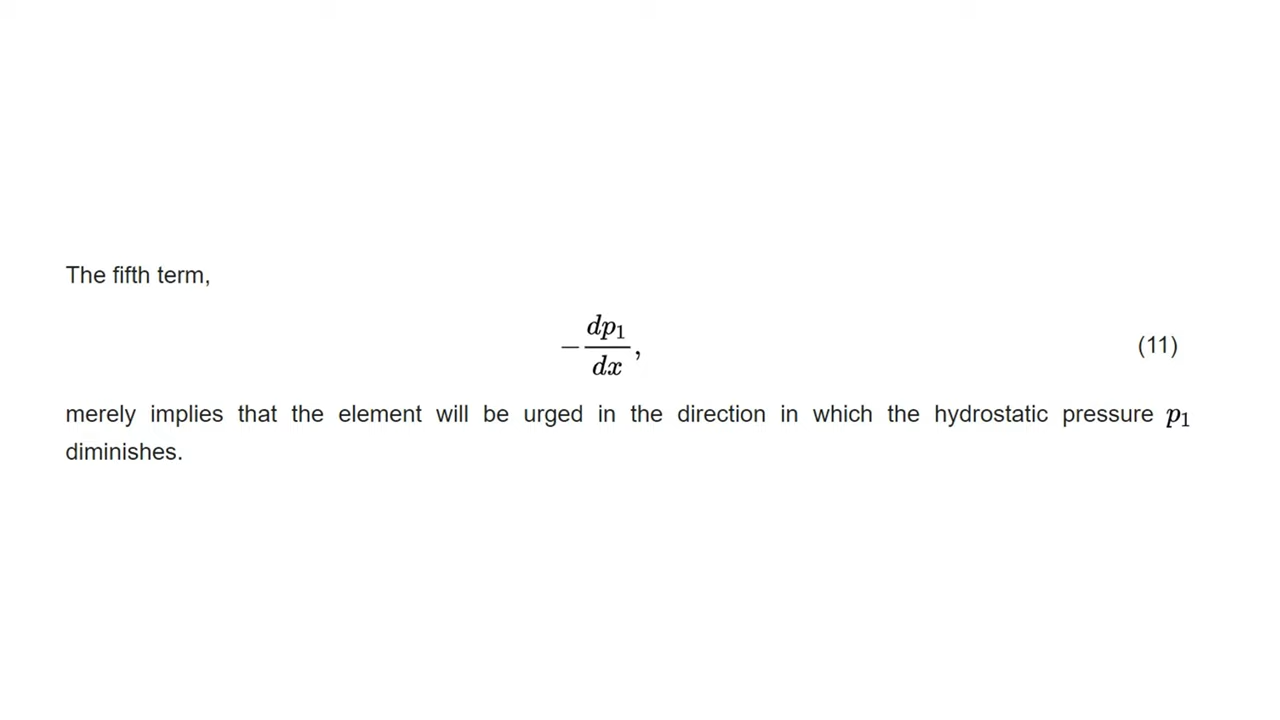 The fifth term,
−dp₁/dx, (11)
merely implies that the element will be urged in the direction in which the hydrostatic pressure p₁
diminishes.